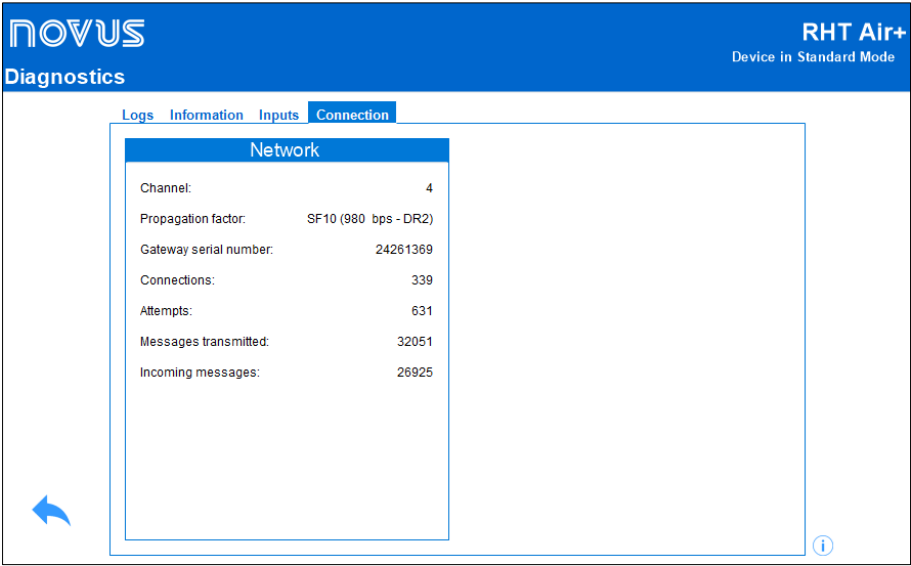 NOVUS
RHT Air+
Device in Standard Mode
Diagnostics
Logs Information Inputs Connection
Network
Channel: 4
Propagation factor: SF10 (980 bps - DR2)
Gateway serial number: 24261369
Connections: 339
Attempts: 631
Messages transmitted: 32051
Incoming messages: 26925
i